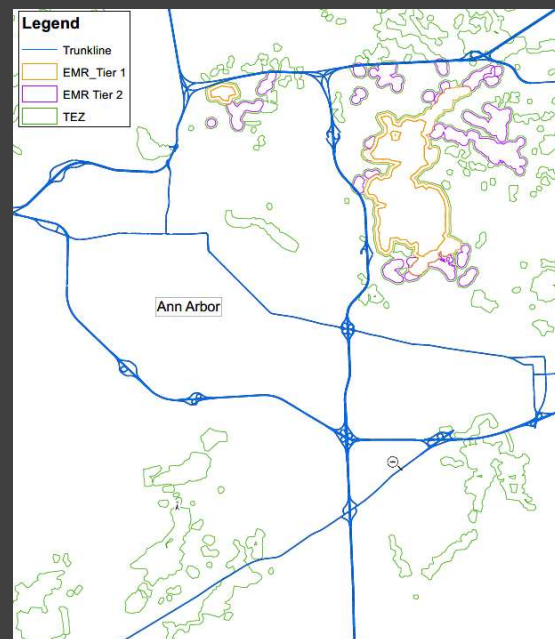 Legend
Trunkline
EMR_Tier 1
EMR Tier 2
TEZ
Ann Arbor